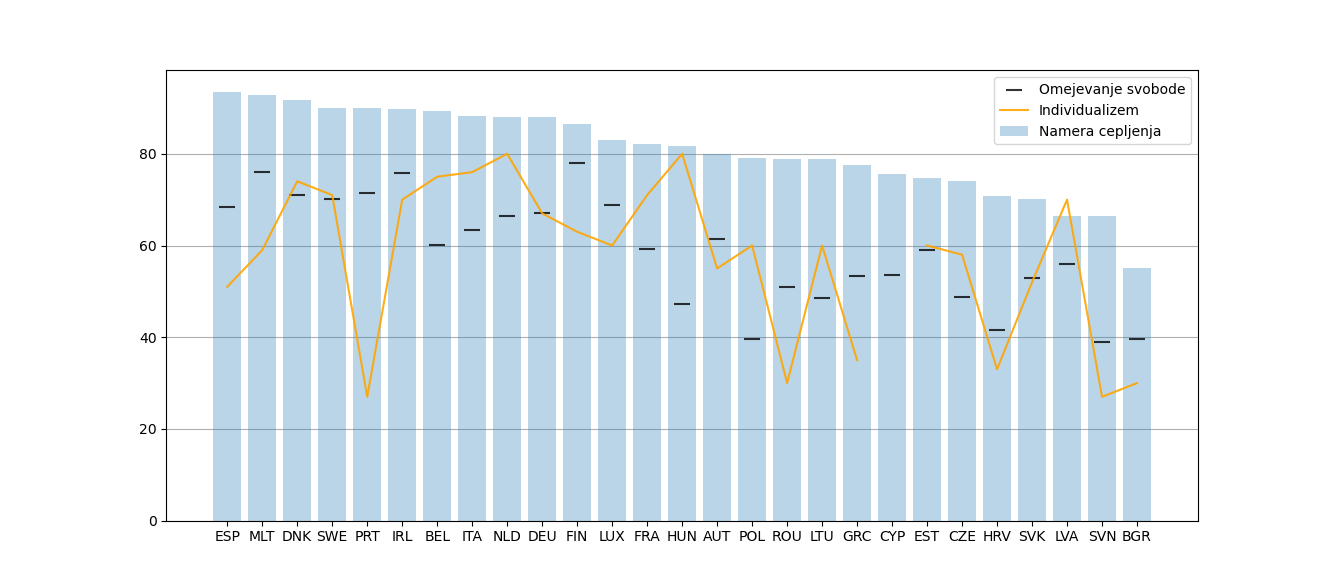 Omejevanje svobode
Individualizem
Namera cepljenja
80
60
40
20
0
ESP MLT DNK SWE PRT IRL BEL ITA NLD DEU FIN LUX FRA HUN AUT POL ROU LTU GRC CYP EST CZE HRV SVK LVA SVN BGR